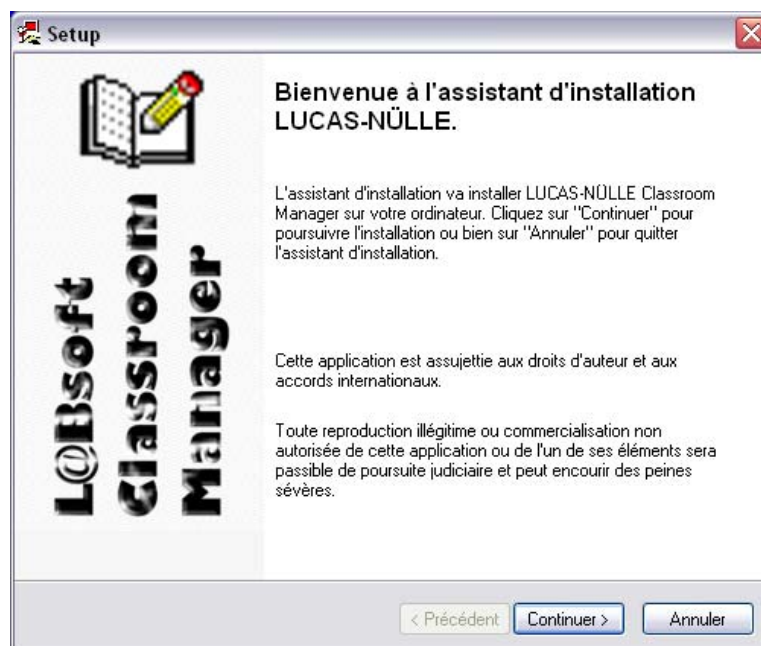 Setup
L@Bsoft
Classroom
Manager
Bienvenue à l'assistant d'installation
LUCAS-NÜLLE.
L'assistant d'installation va installer LUCAS-NÜLLE Classroom
Manager sur votre ordinateur. Cliquez sur "Continuer" pour
poursuivre l'installation ou bien sur "Annuler" pour quitter
l'assistant d'installation.
Cette application est assujettie aux droits d'auteur et aux
accords internationaux.
Toute reproduction illégitime ou commercialisation non
autorisée de cette application ou de l'un de ses éléments sera
passible de poursuite judiciaire et peut encourir des peines
sévères.
< Précédent
Continuer >
Annuler